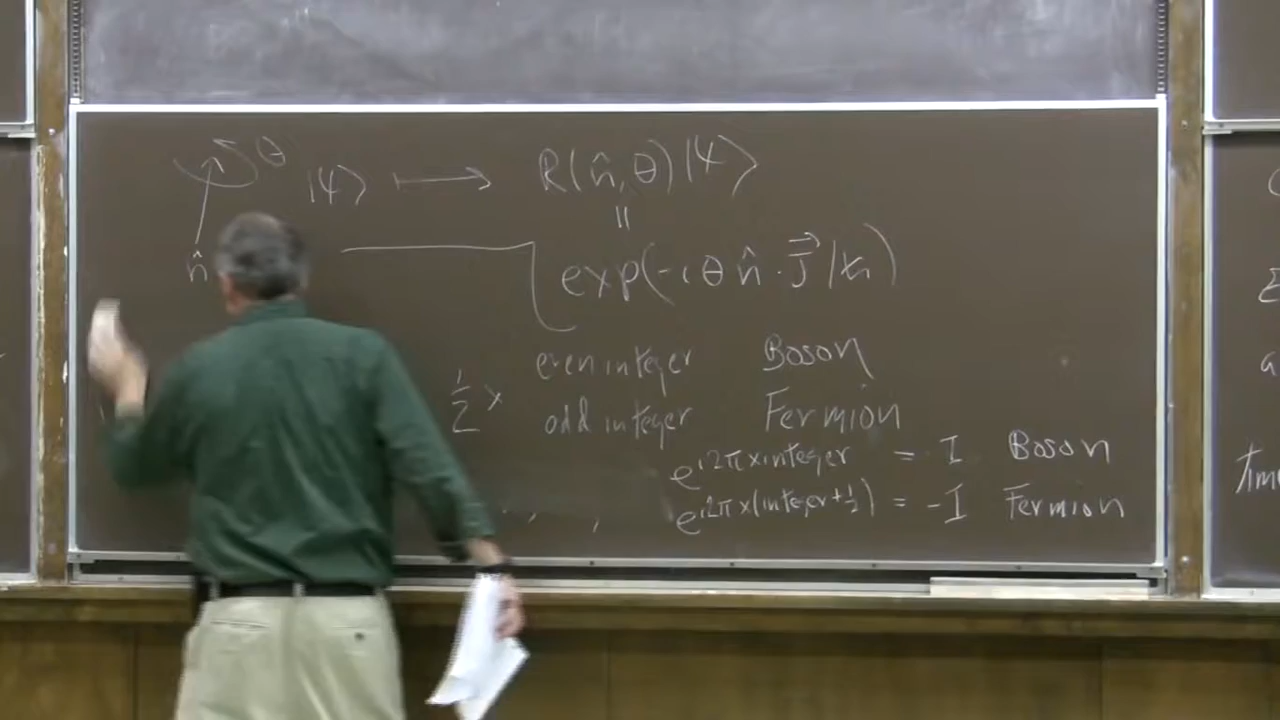 θ |ψ⟩ ⟼ R(n̂,θ)|ψ⟩
n̂ =
exp(-iθ n̂·J⃗/ħ)
even integer Boson
1/2 × odd integer Fermion
e^{i2π×integer} = I Boson
e^{i2π×(integer+1/2)} = -I Fermion